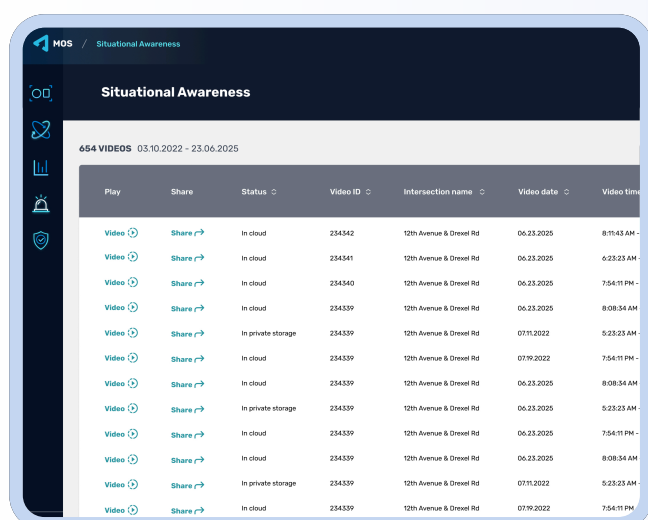 MOS / Situational Awareness
Situational Awareness
654 VIDEOS 03.10.2022 - 23.06.2025
Play Share Status Video ID Intersection name Video date Video time
Video Share In cloud 234342 12th Avenue & Drexel Rd 06.23.2025 8:11:43 AM -
Video Share In cloud 234341 12th Avenue & Drexel Rd 06.23.2025 6:23:23 AM -
Video Share In cloud 234340 12th Avenue & Drexel Rd 06.23.2025 7:54:11 PM -
Video Share In cloud 234339 12th Avenue & Drexel Rd 06.23.2025 8:08:34 AM
Video Share In private storage 234339 12th Avenue & Drexel Rd 07.11.2022 5:23:23 AM -
Video Share In cloud 234339 12th Avenue & Drexel Rd 07.19.2022 7:54:11 PM -
Video Share In cloud 234339 12th Avenue & Drexel Rd 06.23.2025 8:08:34 AM
Video Share In private storage 234339 12th Avenue & Drexel Rd 06.23.2025 5:23:23 AM -
Video Share In cloud 234339 12th Avenue & Drexel Rd 06.23.2025 7:54:11 PM -
Video Share In cloud 234339 12th Avenue & Drexel Rd 06.23.2025 8:08:34 AM
Video Share In private storage 234339 12th Avenue & Drexel Rd 07.11.2022 5:23:23 AM -
Video Share In cloud 234339 12th Avenue & Drexel Rd 07.19.2022 7:54:11 PM